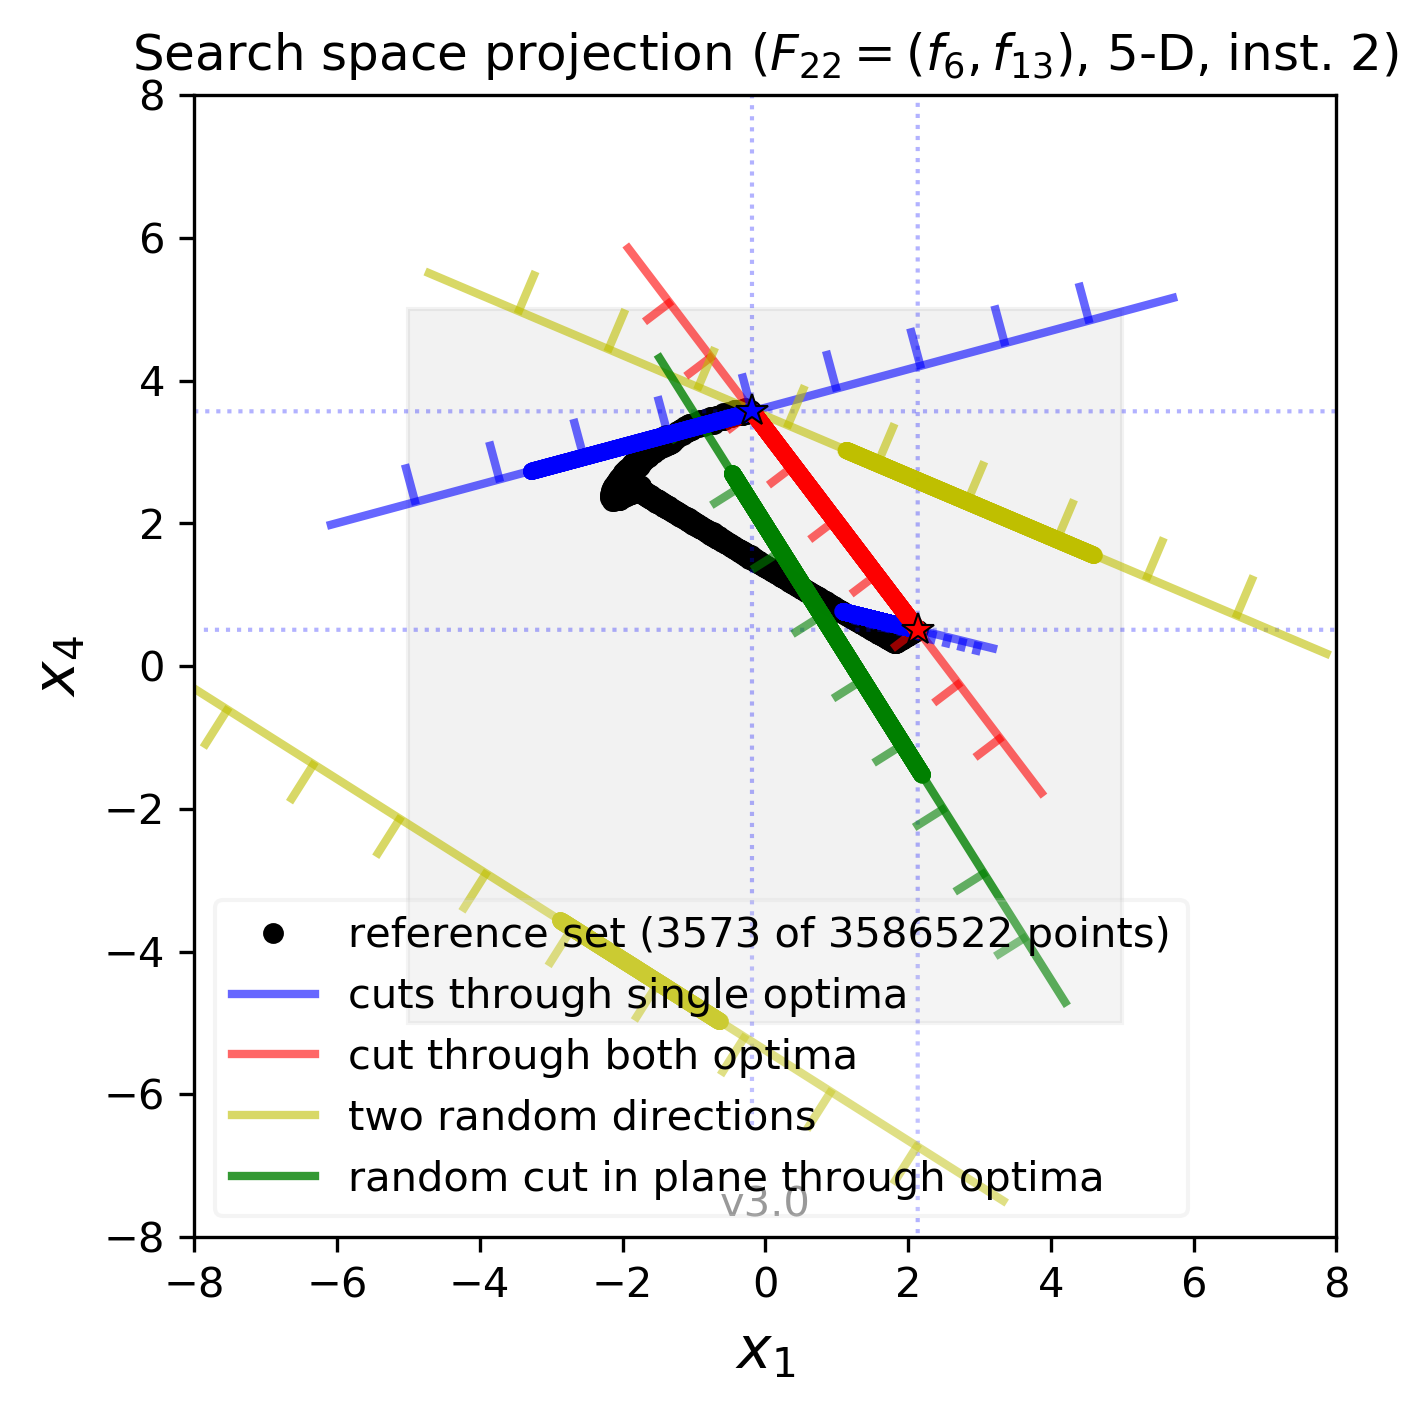 Search space projection (F22 = (f6, f13), 5-D, inst. 2)
8
6
4
2
0
−2
−4
−6
−8
x4
reference set (3573 of 3586522 points)
cuts through single optima
cut through both optima
two random directions
random cut in plane through optima
v3.0
−8 −6 −4 −2 0 2 4 6 8
x1